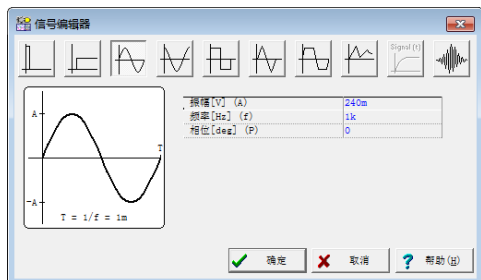 信号编辑器
Signal (t)
振幅[V] (A) 240m
频率[Hz] (f) 1k
相位[deg] (P) 0
A
T
-A
T = 1/f = 1m
确定 取消 帮助(H)